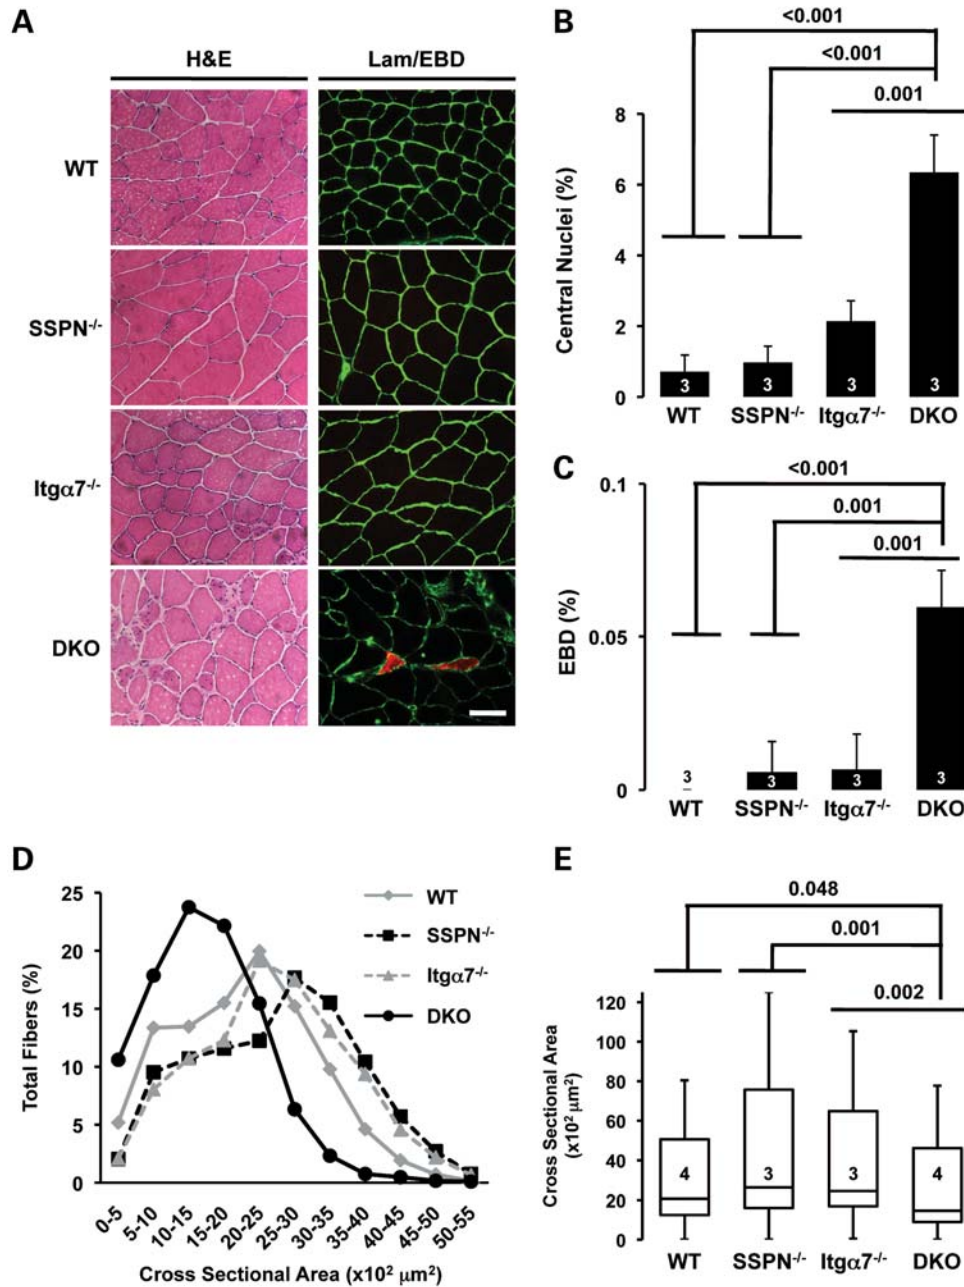 A
H&E Lam/EBD
WT
SSPN-/-
Itgα7-/-
DKO
B
<0.001
<0.001
0.001
Central Nuclei (%)
8
6
4
2
0
3 3 3 3
WT SSPN-/- Itgα7-/- DKO
C
<0.001
0.001
0.001
EBD (%)
0.1
0.05
0
3 3 3 3
WT SSPN-/- Itgα7-/- DKO
D
Total Fibers (%)
25
20
15
10
5
0
WT
SSPN-/-
Itgα7-/-
DKO
0-5 5-10 10-15 15-20 20-25 25-30 30-35 35-40 40-45 45-50 50-55
Cross Sectional Area (x10² μm²)
E
0.048
0.001
0.002
Cross Sectional Area
(x10² μm²)
120
100
80
60
40
20
0
4 3 3 4
WT SSPN-/- Itgα7-/- DKO